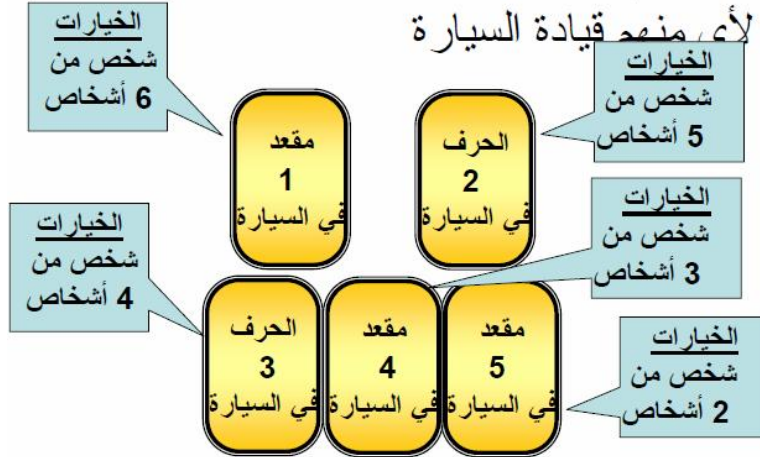 لأي منهم قيادة السيارة
الخيارات
شخص من
6 أشخاص
الخيارات
شخص من
5 أشخاص
مقعد
1
في السيارة
الحرف
2
في السيارة
الخيارات
شخص من
3 أشخاص
الخيارات
شخص من
4 أشخاص
الحرف
3
في السيارة
مقعد
4
في السيارة
مقعد
5
في السيارة
الخيارات
شخص من
2 أشخاص